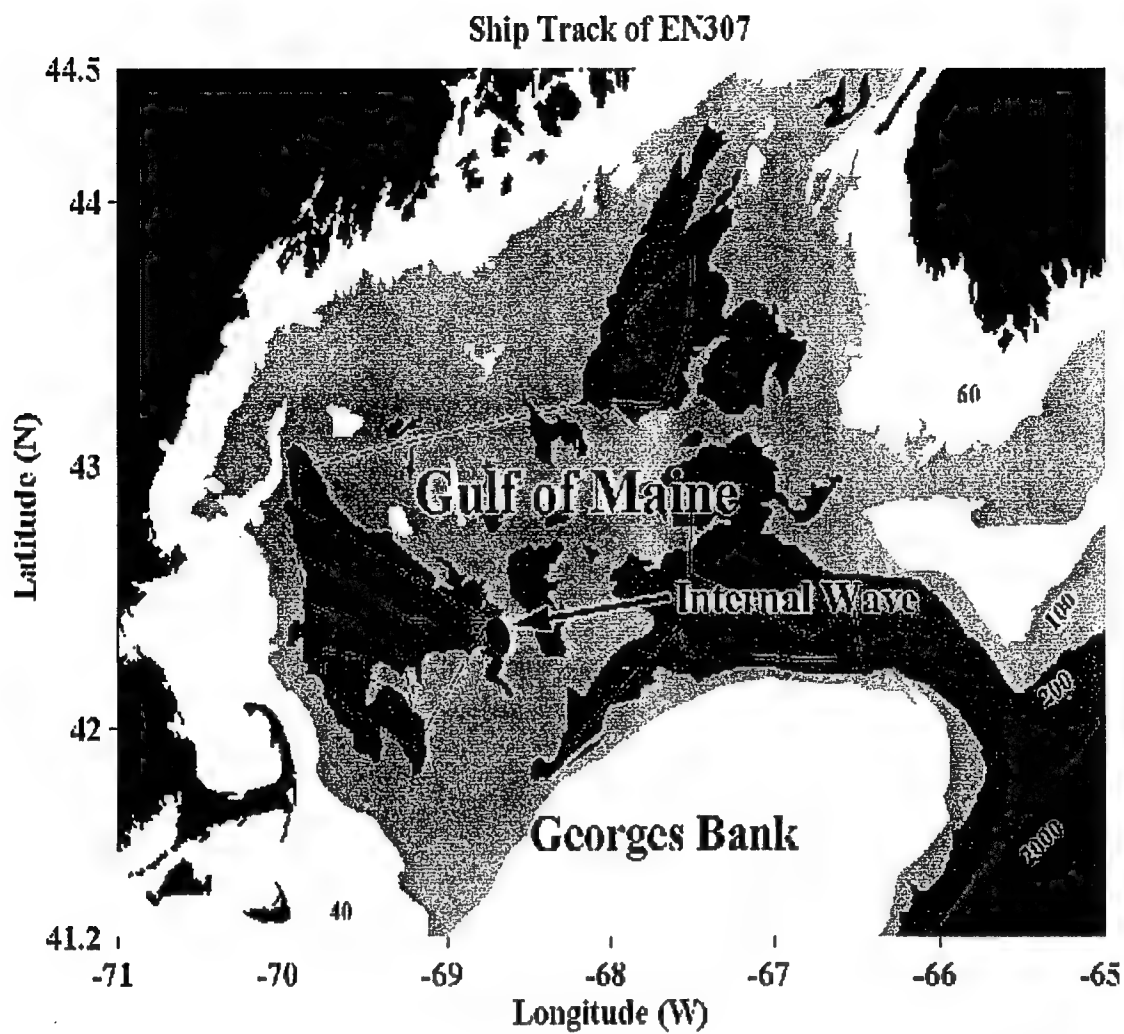 Ship Track of EN307
44.5
44
60
43
Gulf of Maine
Latitude (N)
Internal Wave
100
200
42
2000
Georges Bank
40
41.2
-71
-70
-69
-68
-67
-66
-65
Longitude (W)